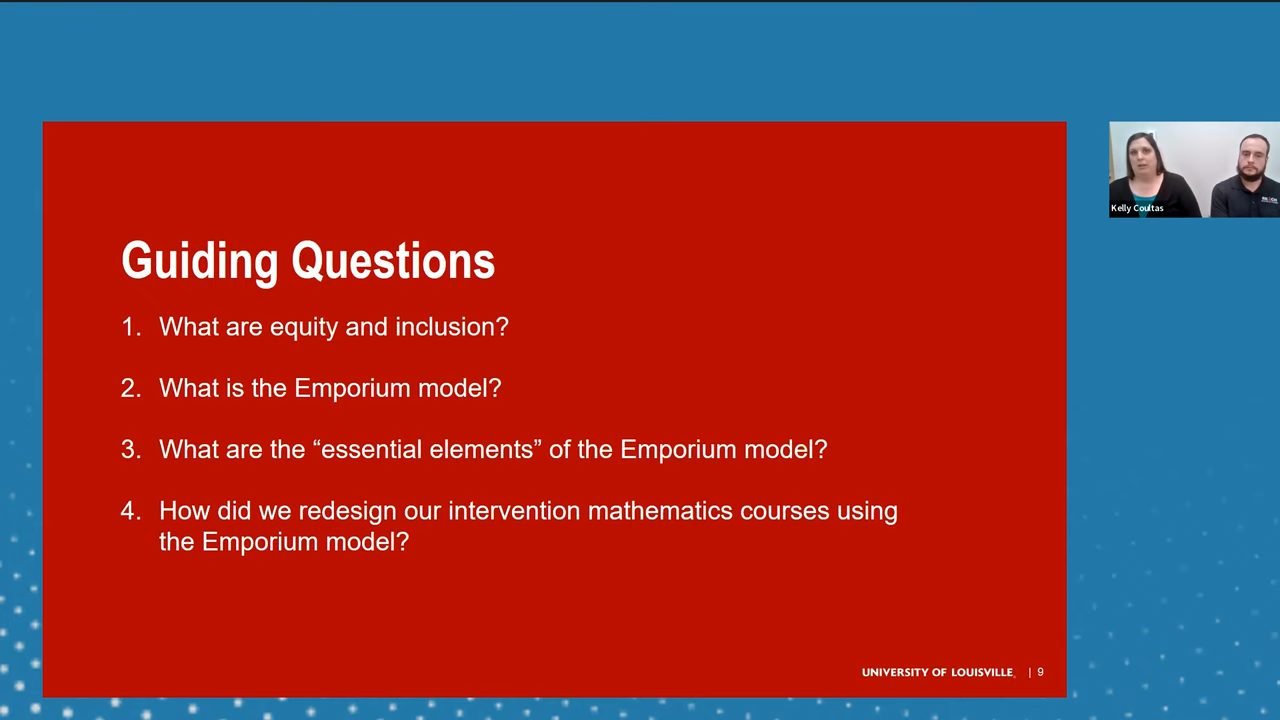 Guiding Questions
1. What are equity and inclusion?
2. What is the Emporium model?
3. What are the “essential elements” of the Emporium model?
4. How did we redesign our intervention mathematics courses using
the Emporium model?
UNIVERSITY OF LOUISVILLE | 9
Kelly Coultas